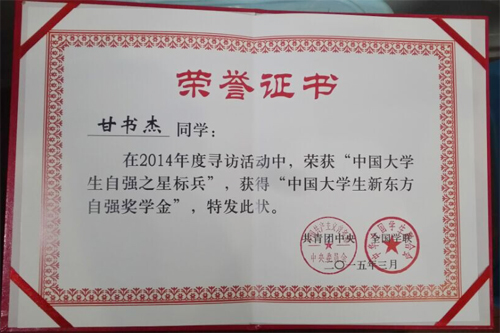 荣誉证书
甘书杰 同学：
在2014年度寻访活动中，荣获“中国大学
生自强之星标兵”，获得“中国大学生新东方
自强奖学金”，特发此状。
共青团中央 全国学联
二〇一五年三月